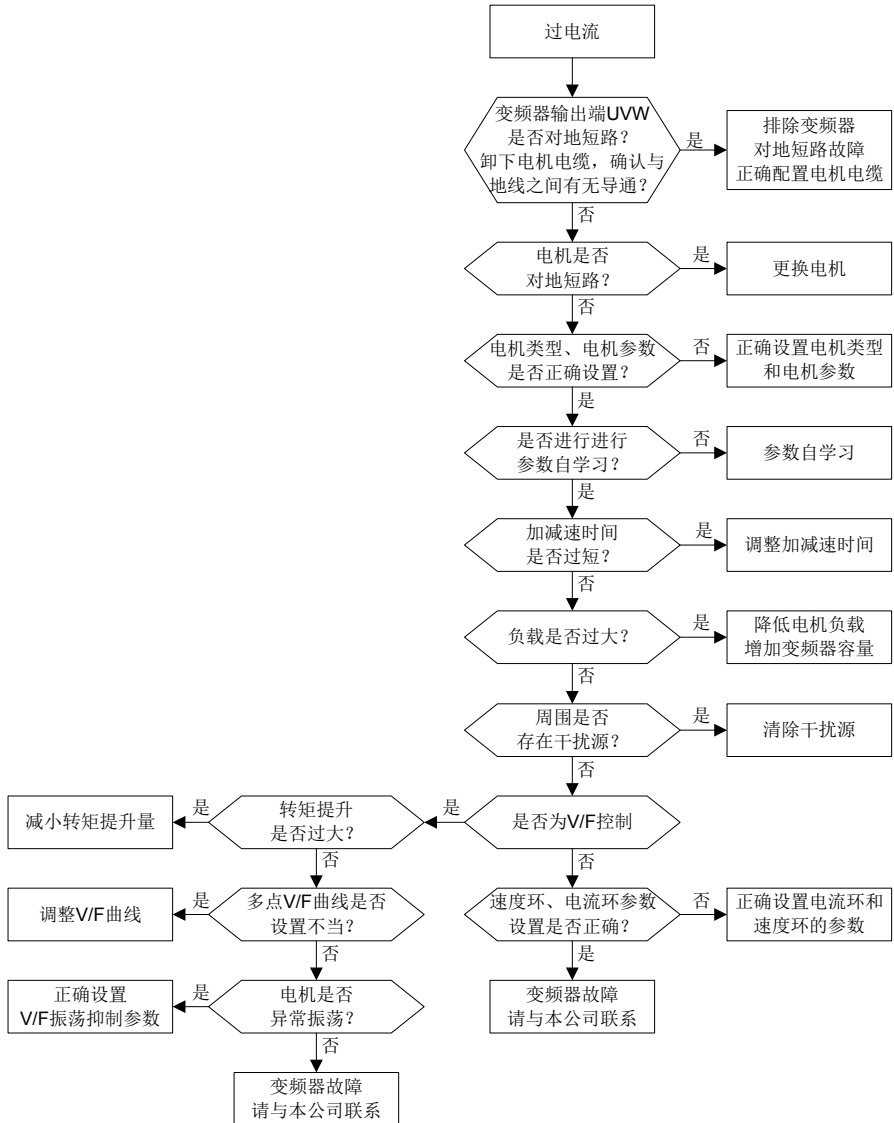 过电流
变频器输出端UVW
是否对地短路？
卸下电机电缆，确认与
地线之间有无导通？
是
排除变频器
对地短路故障
正确配置电机电缆
否
电机是否
对地短路？
是
更换电机
否
电机类型、电机参数
是否正确设置？
否
正确设置电机类型
和电机参数
是
是否进行进行
参数自学习？
否
参数自学习
是
加减速时间
是否过短？
是
调整加减速时间
否
负载是否过大？
是
降低电机负载
增加变频器容量
否
周围是否
存在干扰源？
是
清除干扰源
否
是否为V/F控制
是
转矩提升
是否过大？
是
减小转矩提升量
否
多点V/F曲线是否
设置不当？
是
调整V/F曲线
否
电机是否
异常振荡？
是
正确设置
V/F振荡抑制参数
否
变频器故障
请与本公司联系
否
速度环、电流环参数
设置是否正确？
否
正确设置电流环和
速度环的参数
是
变频器故障
请与本公司联系